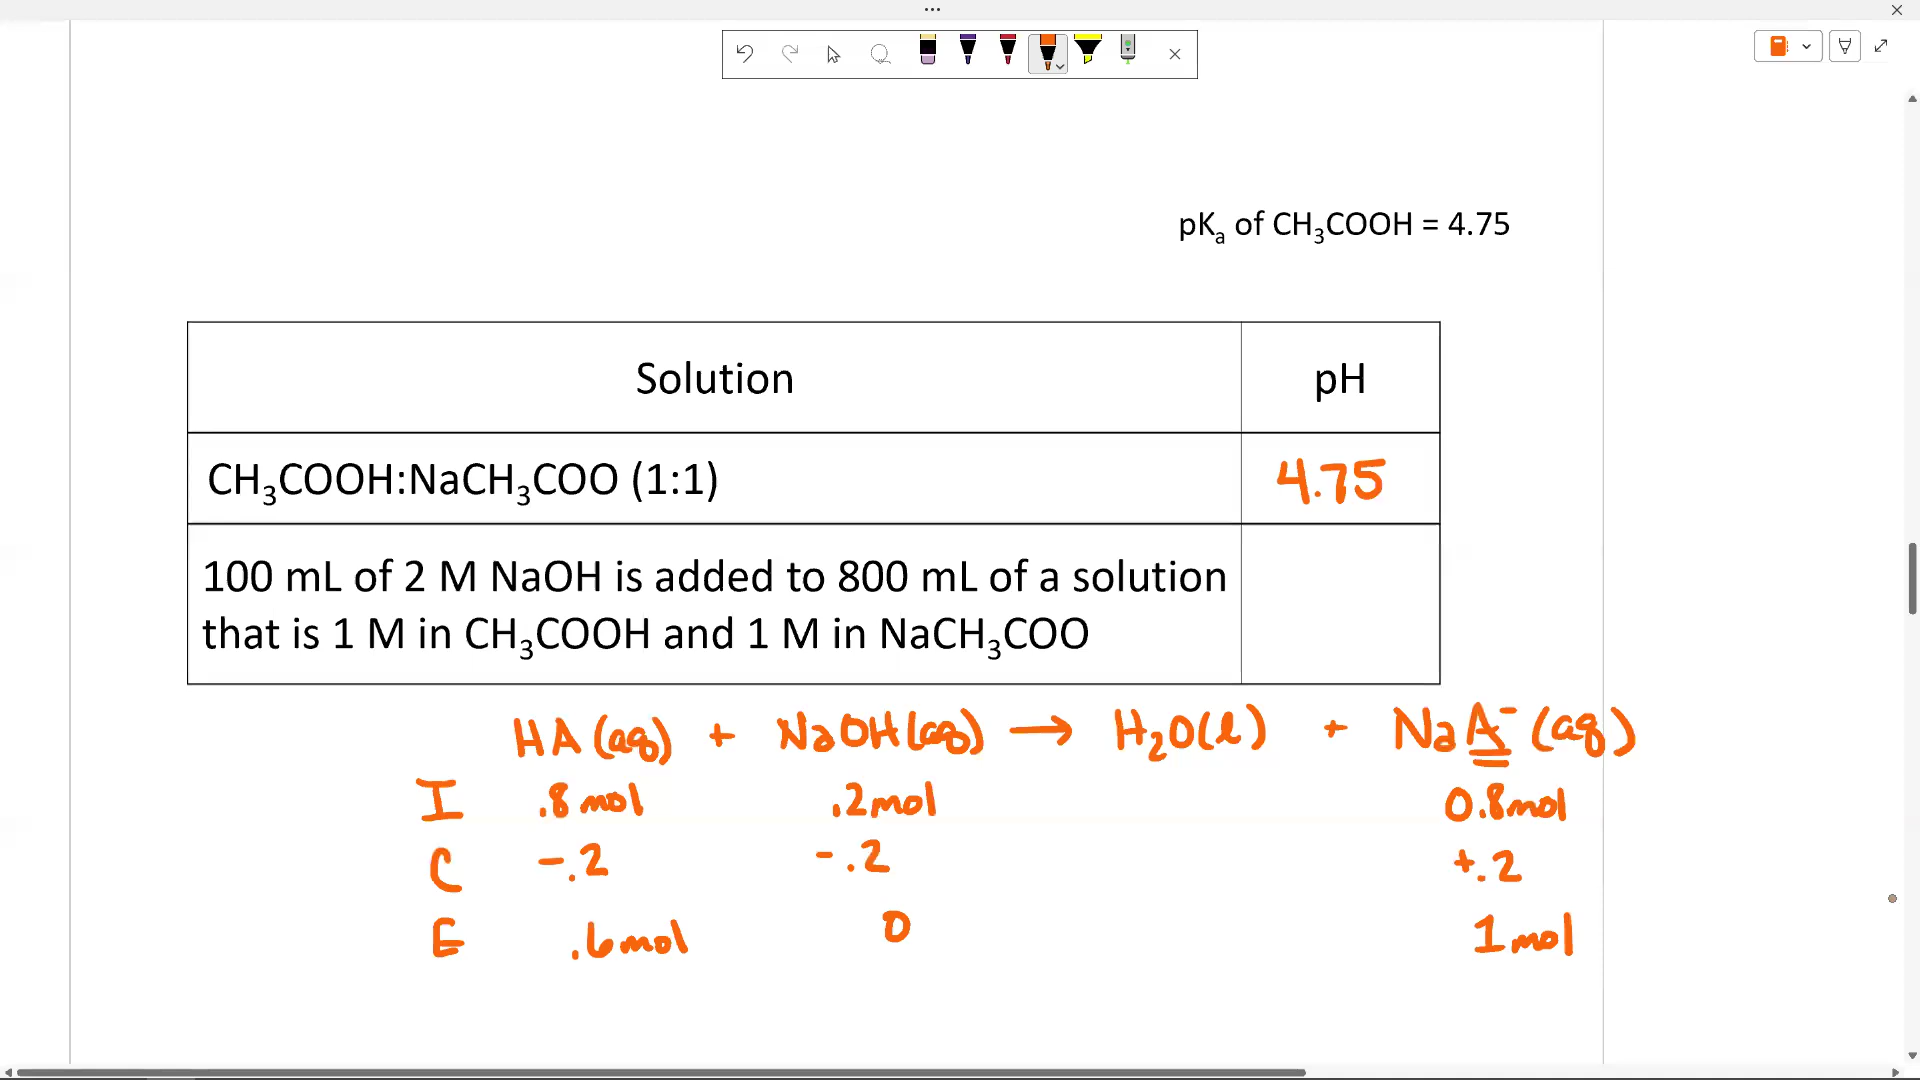 pKₐ of CH₃COOH = 4.75
Solution pH
CH₃COOH:NaCH₃COO (1:1) 4.75
100 mL of 2 M NaOH is added to 800 mL of a solution
that is 1 M in CH₃COOH and 1 M in NaCH₃COO
HA(aq) + NaOH(aq) → H₂O(l) + NaA⁻(aq)
I .8mol .2mol 0.8mol
C -.2 -.2 +.2
E .6mol 0 1mol